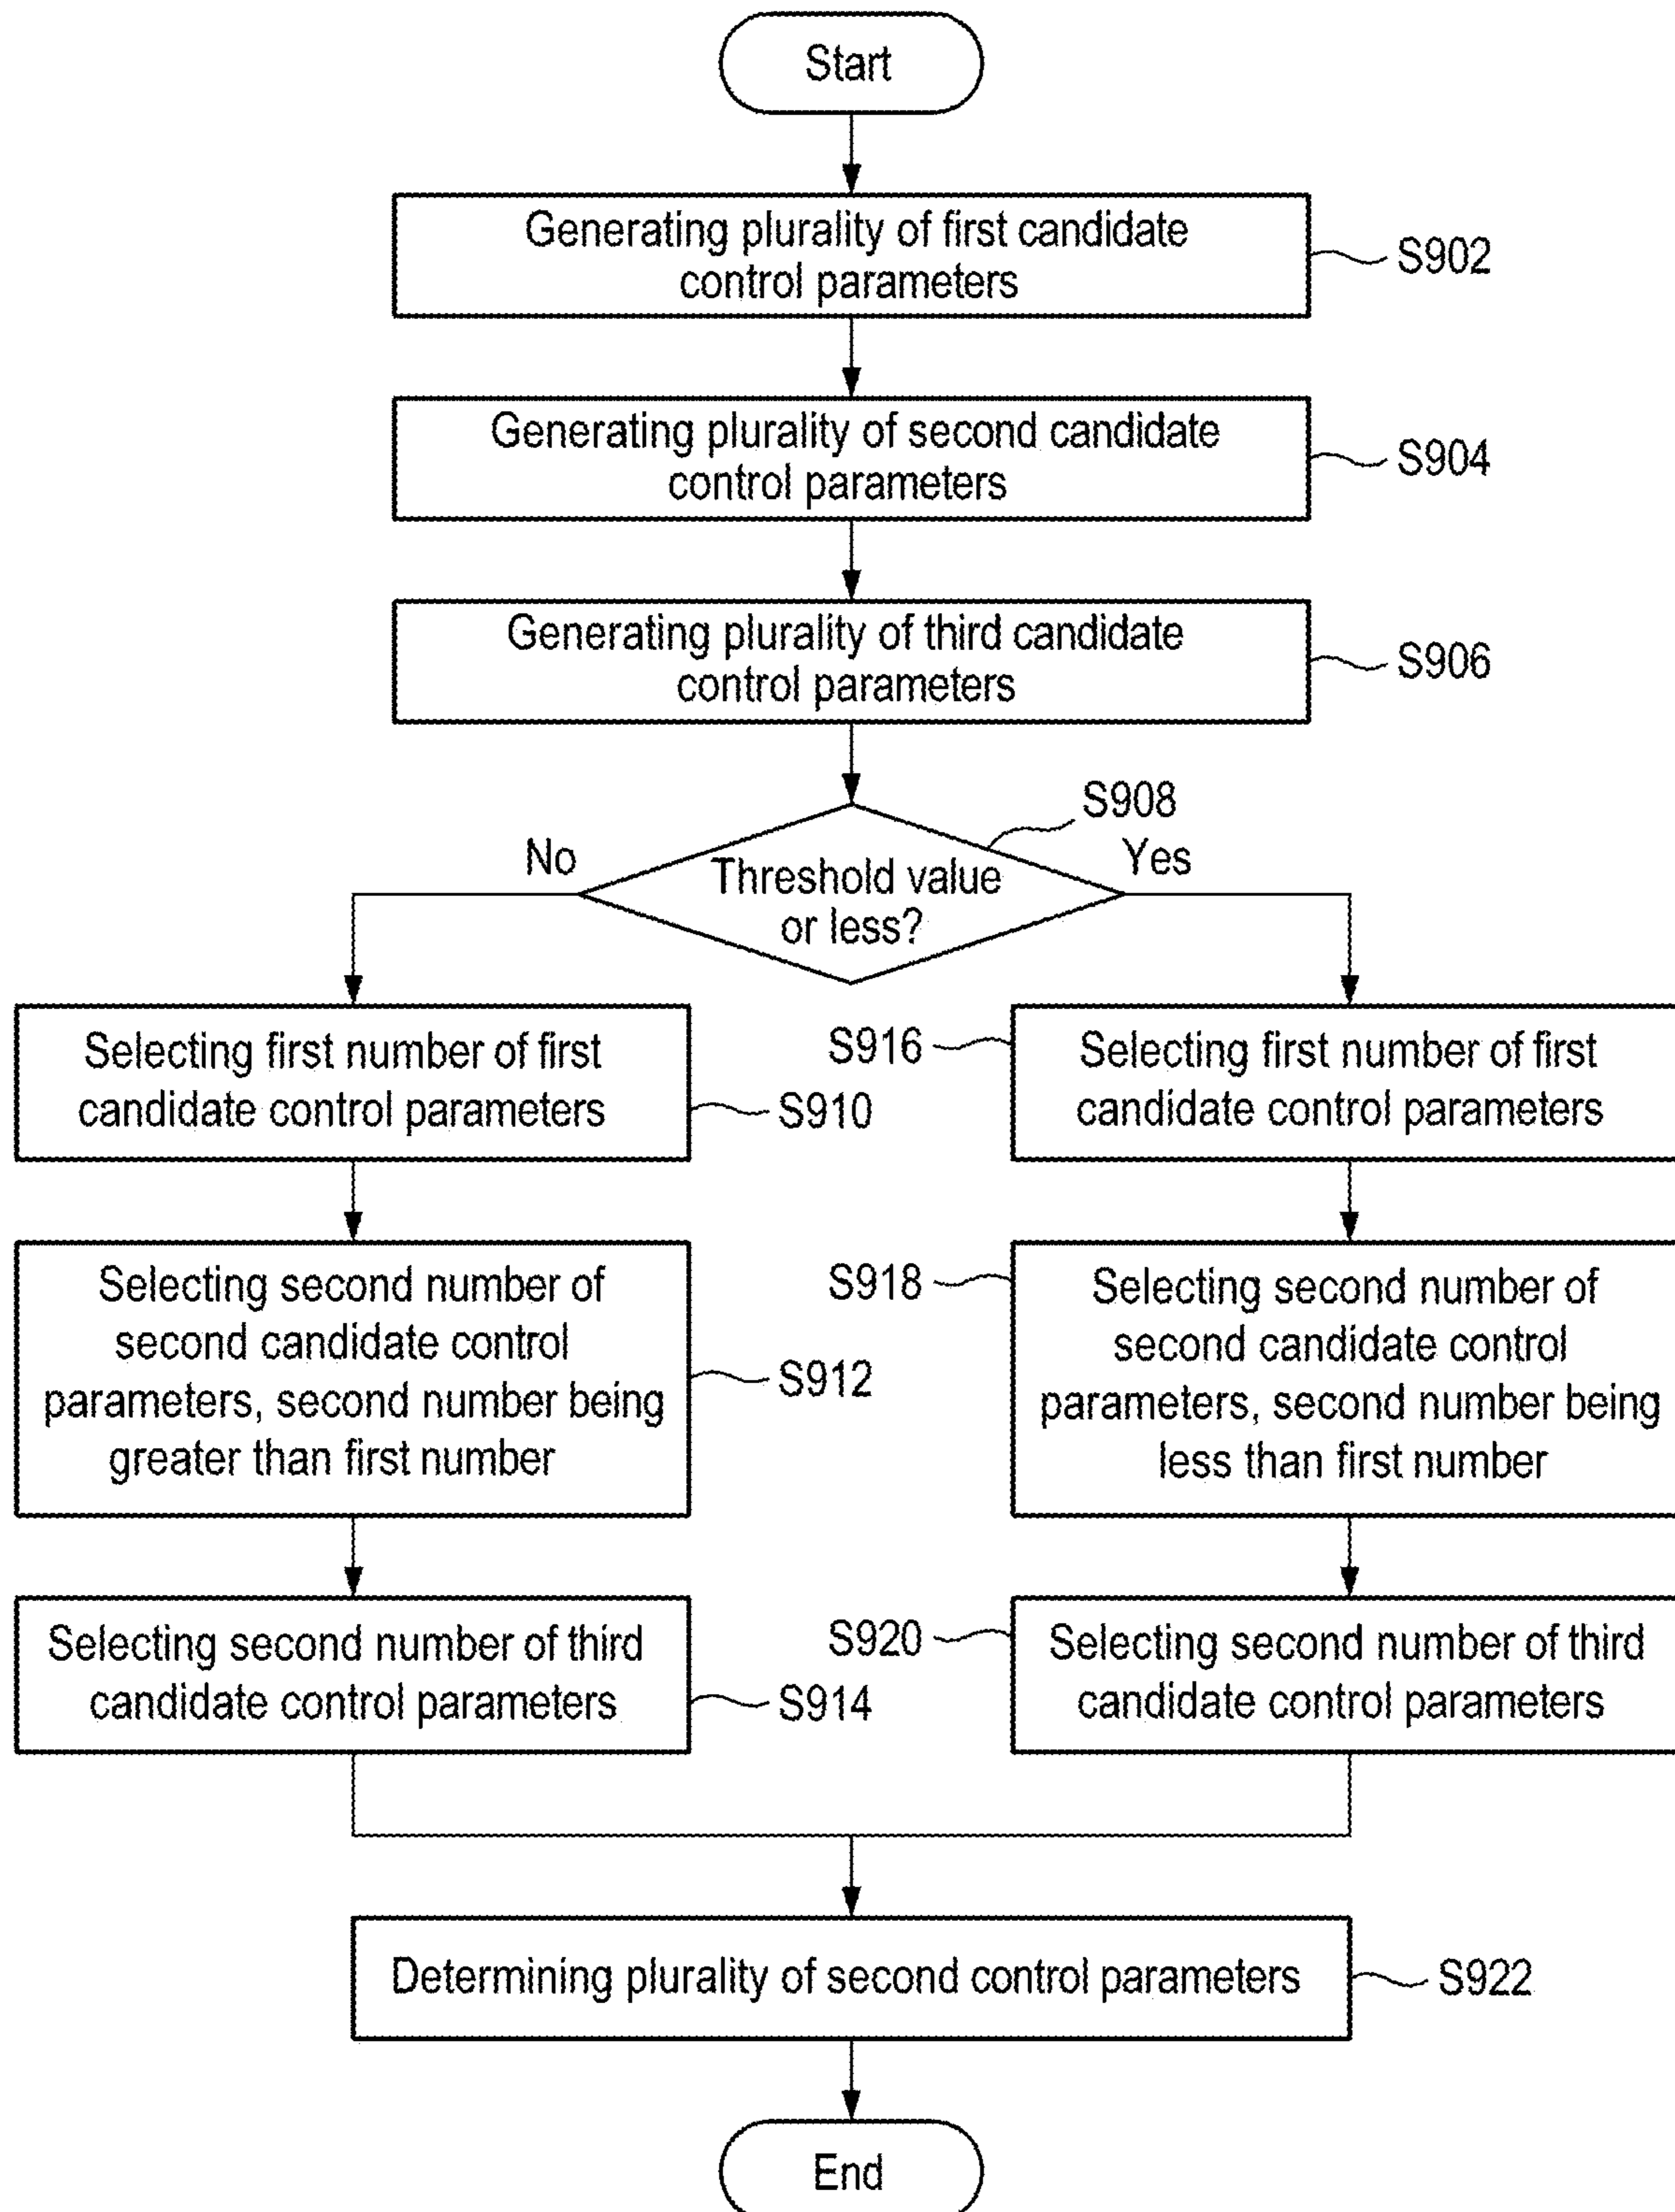 Start
Generating plurality of first candidate
control parameters
S902
Generating plurality of second candidate
control parameters
S904
Generating plurality of third candidate
control parameters
S906
S908
No
Yes
Threshold value
or less?
Selecting first number of first
candidate control parameters
S910
S916
Selecting first number of first
candidate control parameters
Selecting second number of
second candidate control
parameters, second number being
greater than first number
S912
S918
Selecting second number of
second candidate control
parameters, second number being
less than first number
Selecting second number of third
candidate control parameters
S914
S920
Selecting second number of third
candidate control parameters
Determining plurality of second control parameters
S922
End